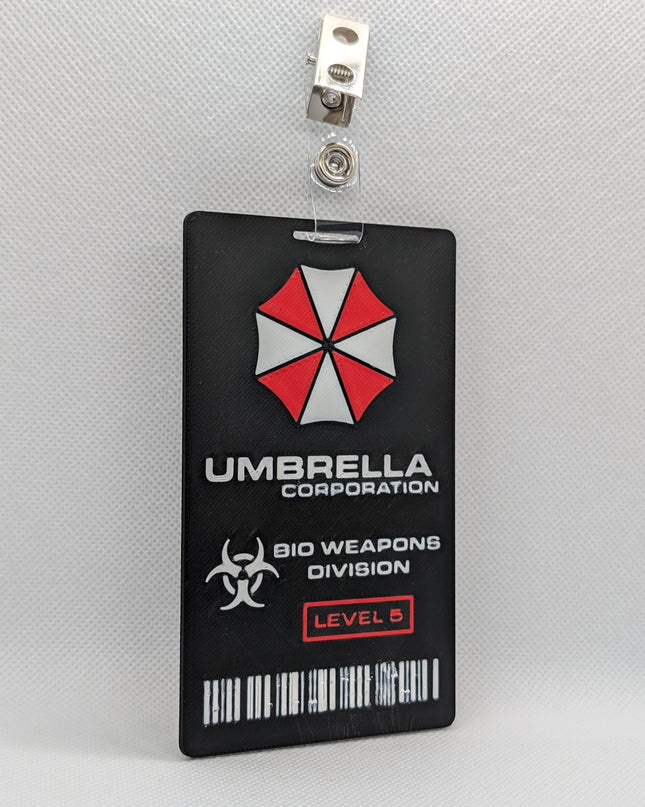 UMBRELLA
CORPORATION
BIO WEAPONS
DIVISION
LEVEL 5